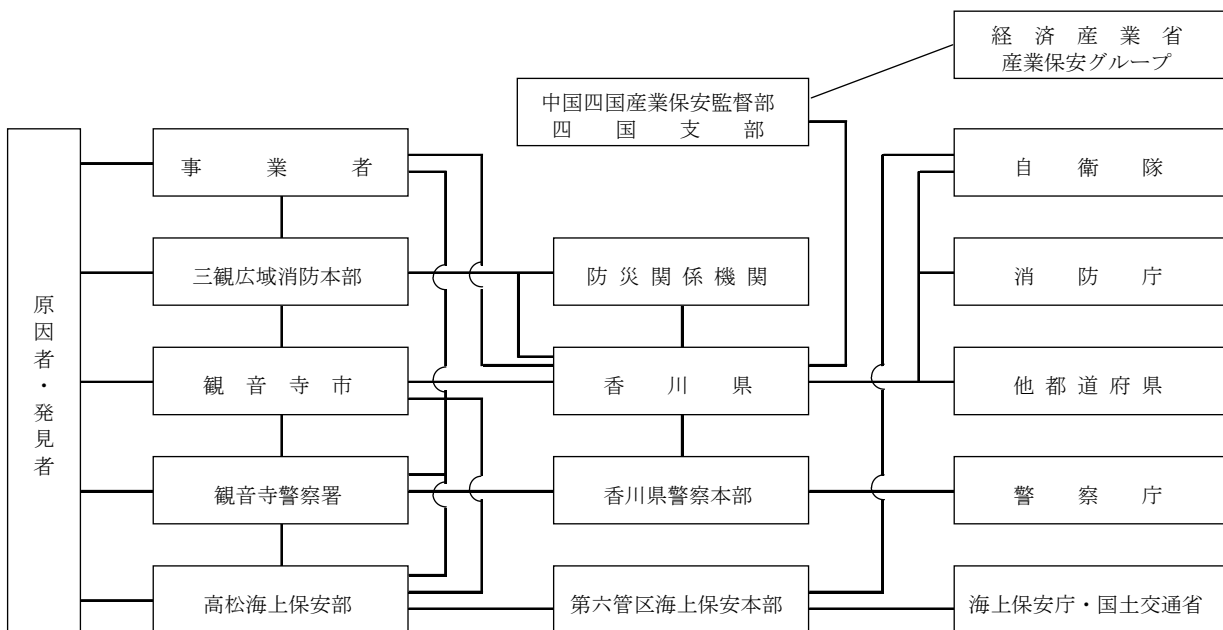 経済産業省
産業保安グループ
中国四国産業保安監督部
四国支部
原因者・発見者
事業者
自衛隊
三観広域消防本部
防災関係機関
消防庁
観音寺市
香川県
他都道府県
観音寺警察署
香川県警察本部
警察庁
高松海上保安部
第六管区海上保安本部
海上保安庁・国土交通省